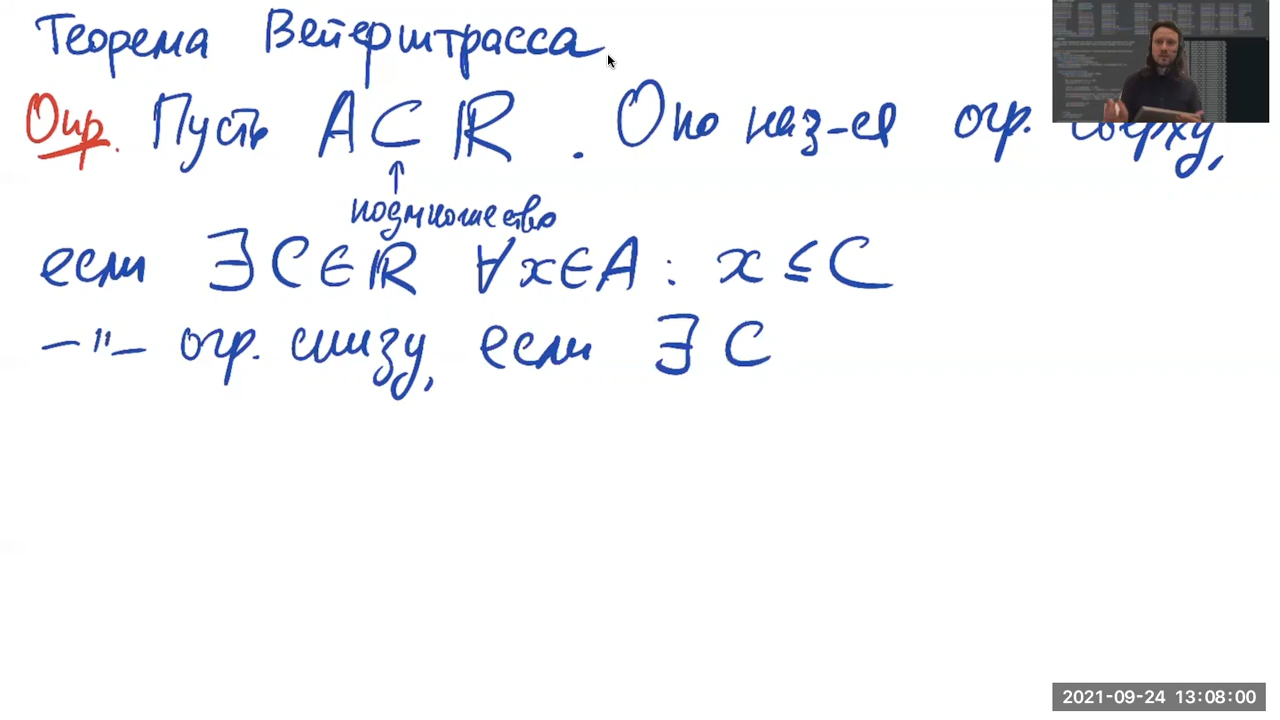 Теорема Вейерштрасса
Опр. Пусть A ⊂ ℝ. Оно наз-ся огр. сверху,
↑
подмножество
если ∃ C ∈ ℝ ∀x∈A : x ≤ C
—"— огр. снизу, если ∃ C
2021-09-24 13:08:00